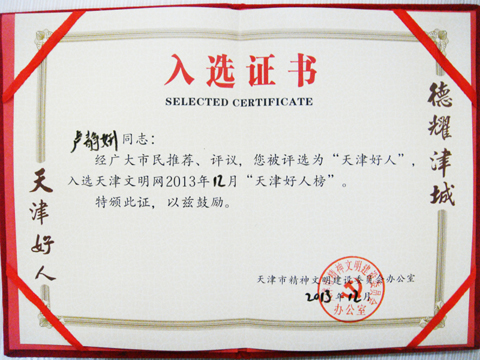 入选证书
SELECTED CERTIFICATE
卢静 同志：
经广大市民推荐、评议，您被评选为“天津好人”，
入选天津文明网2013年12月“天津好人榜”。
特颁此证，以兹鼓励。
天津市精神文明建设委员会办公室
2013年12月
办公室
德耀津城
天津好人